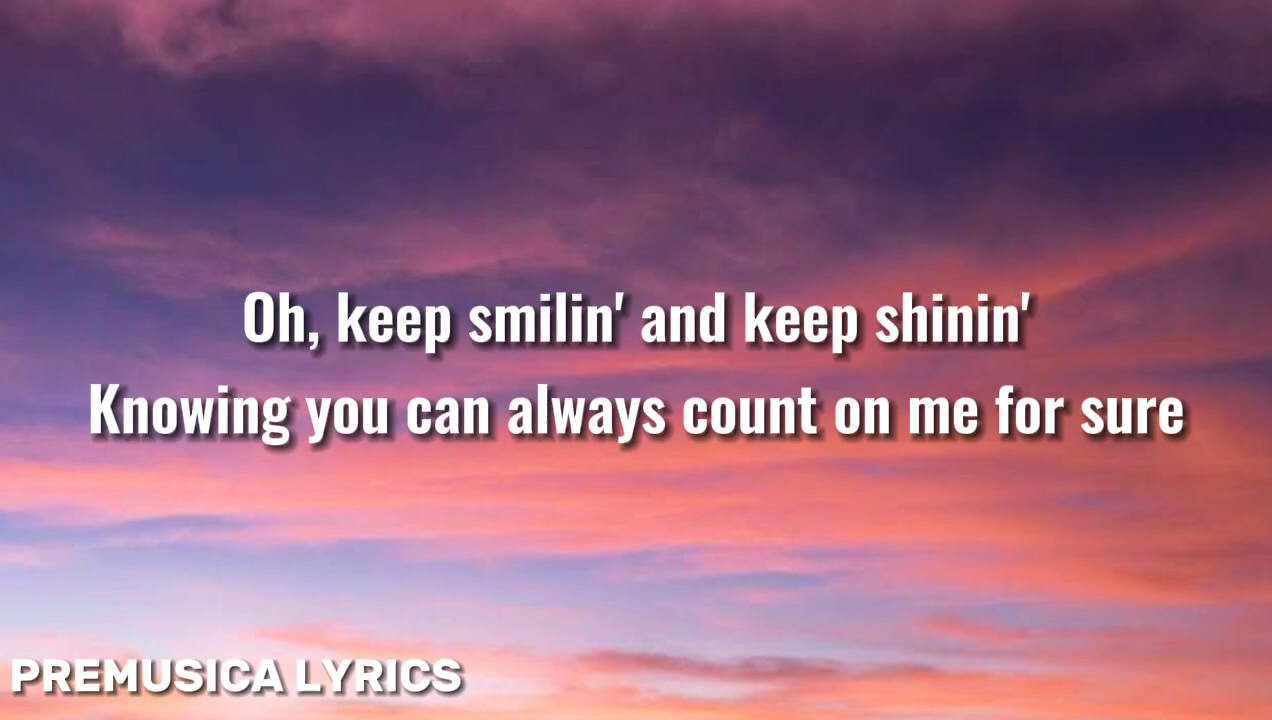 Oh, keep smilin' and keep shinin'
Knowing you can always count on me for sure
PREMUSICA LYRICS